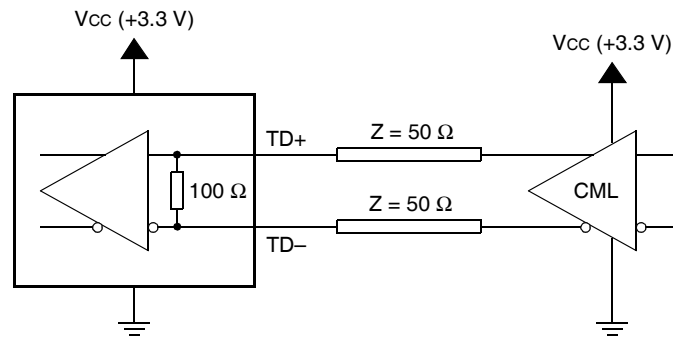 VCC (+3.3 V)
VCC (+3.3 V)
TD+
Z = 50 Ω
100 Ω
CML
Z = 50 Ω
TD–